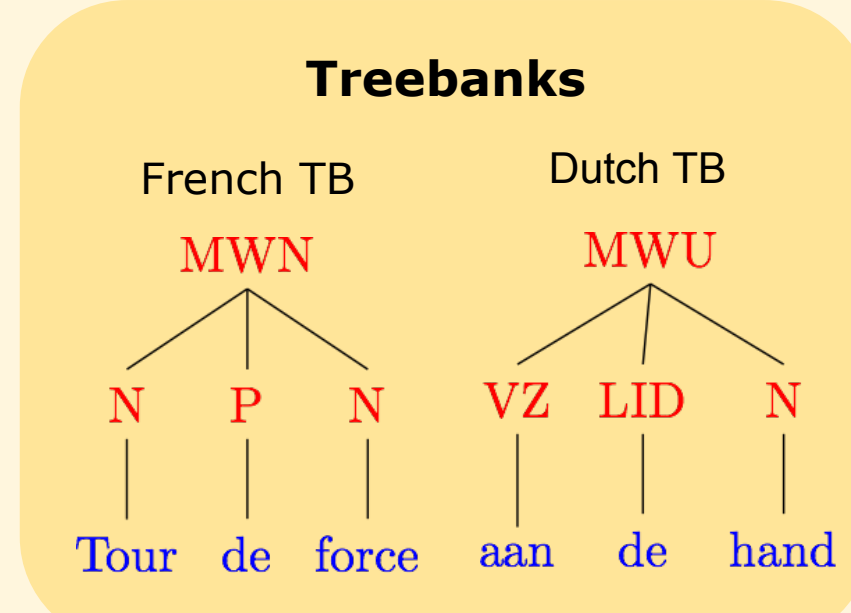 Treebanks
French TB
Dutch TB
MWN
MWU
N P N
VZ LID N
Tour de force
aan de hand